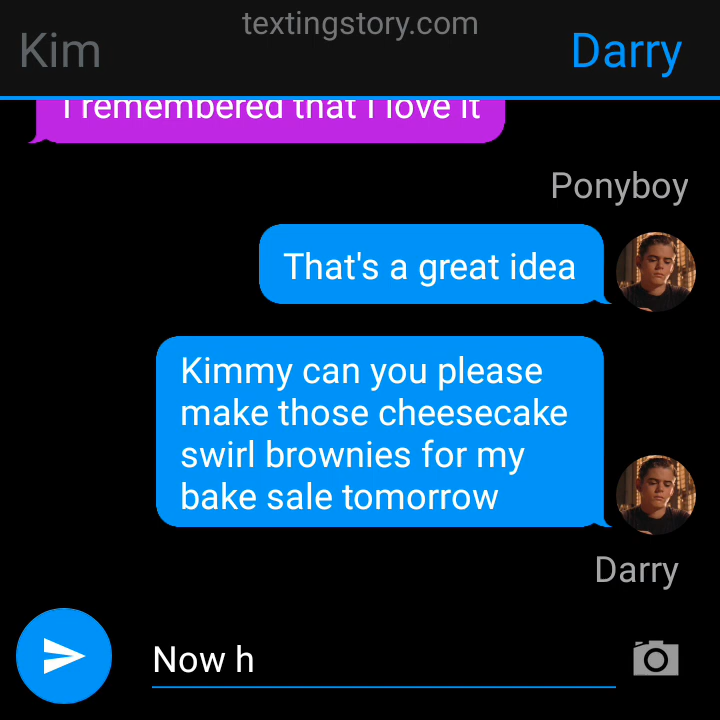 textingstory.com
Kim
Darry
I remembered that I love it
Ponyboy
That's a great idea
Kimmy can you please
make those cheesecake
swirl brownies for my
bake sale tomorrow
Darry
Now h